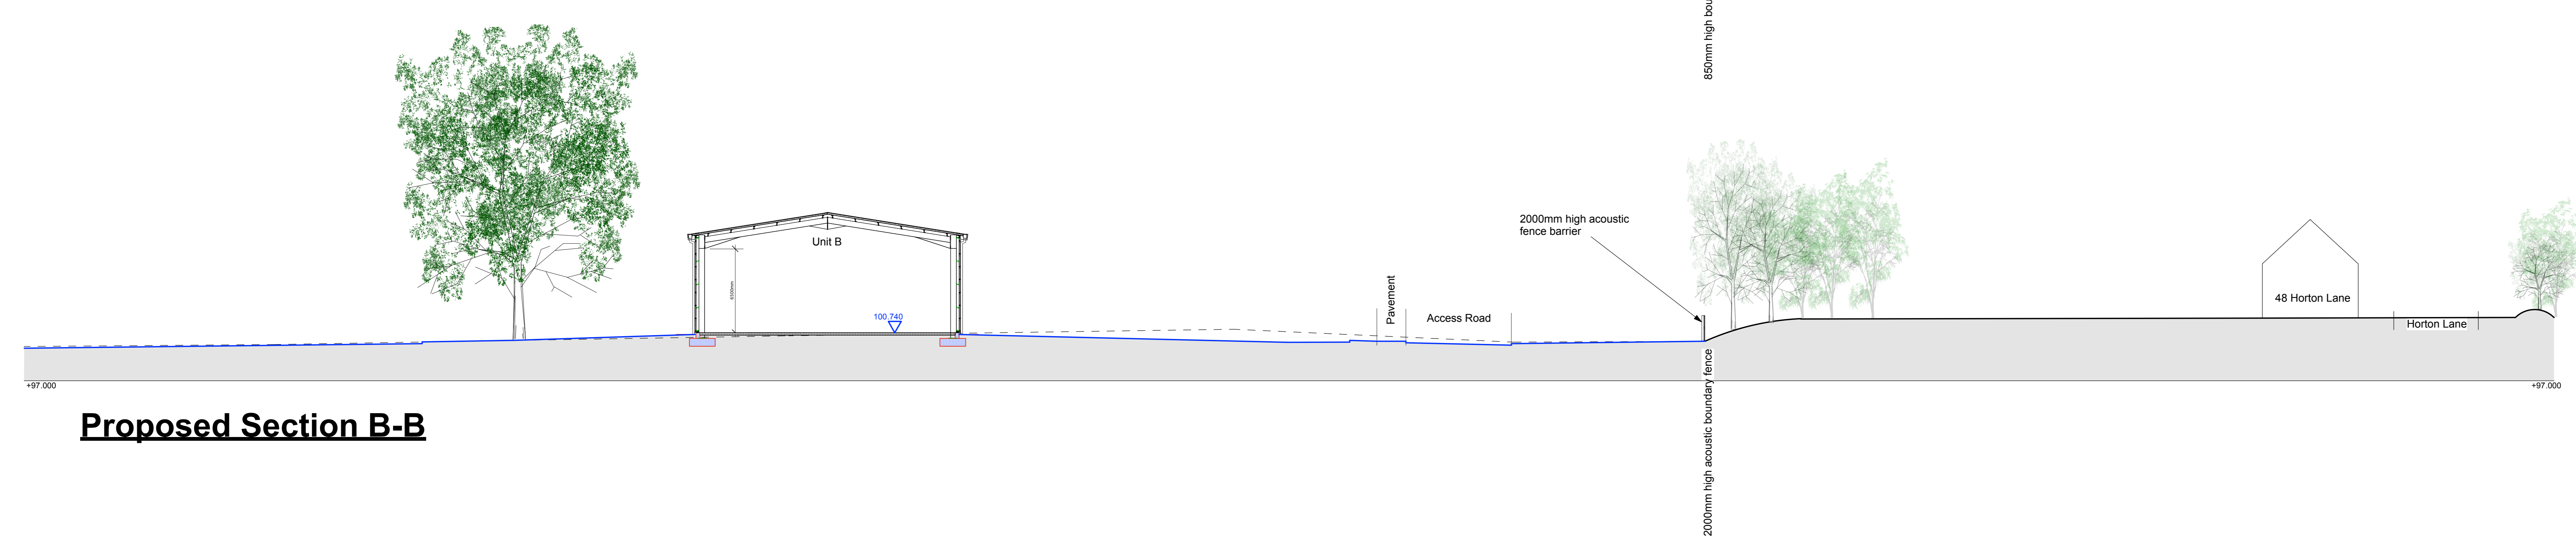 850mm high bou
2000mm high acoustic
fence barrier
Unit B
6500mm
100.740
Pavement
Access Road
48 Horton Lane
Horton Lane
+97.000
+97.000
2000mm high acoustic boundary fence
Proposed Section B-B